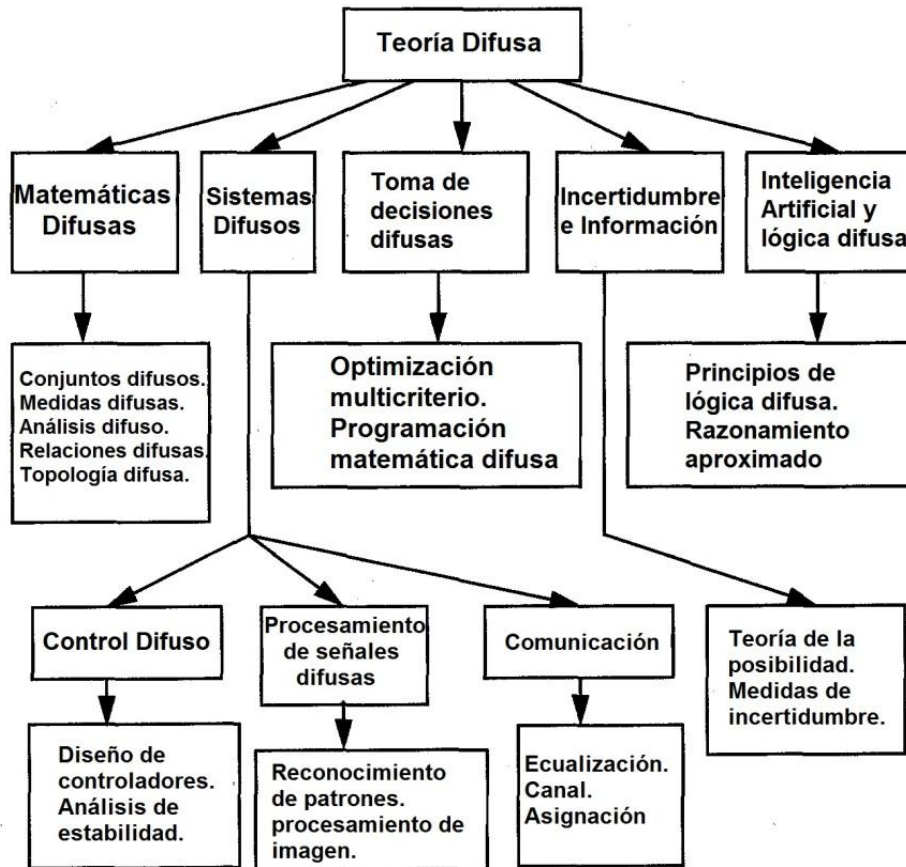 Teoría Difusa
Matemáticas
Difusas
Sistemas
Difusos
Toma de
decisiones
difusas
Incertidumbre
e Información
Inteligencia
Artificial y
lógica difusa
Conjuntos difusos.
Medidas difusas.
Análisis difuso.
Relaciones difusas.
Topología difusa.
Optimización
multicriterio.
Programación
matemática difusa
Principios de
lógica difusa.
Razonamiento
aproximado
Control Difuso
Procesamiento
de señales
difusas
Comunicación
Teoría de la
posibilidad.
Medidas de
incertidumbre.
Diseño de
controladores.
Análisis de
estabilidad.
Reconocimiento
de patrones.
procesamiento de
imagen.
Ecualización.
Canal.
Asignación